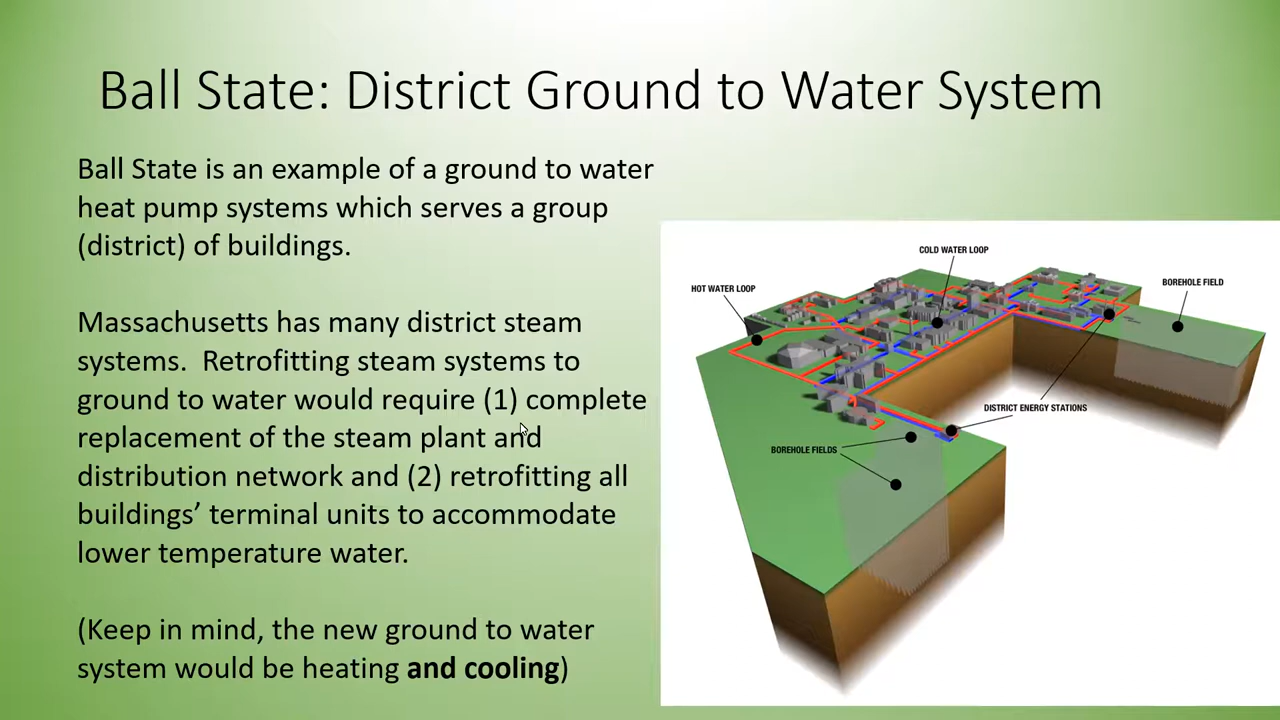 Ball State: District Ground to Water System
Ball State is an example of a ground to water
heat pump systems which serves a group
(district) of buildings.
Massachusetts has many district steam
systems.  Retrofitting steam systems to
ground to water would require (1) complete
replacement of the steam plant and
distribution network and (2) retrofitting all
buildings’ terminal units to accommodate
lower temperature water.
(Keep in mind, the new ground to water
system would be heating and cooling)
COLD WATER LOOP
HOT WATER LOOP
BOREHOLE FIELD
DISTRICT ENERGY STATIONS
BOREHOLE FIELDS